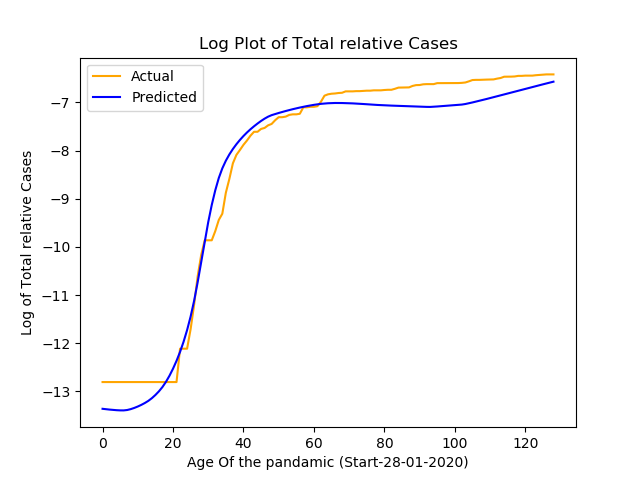 Log Plot of Total relative Cases
Actual
Predicted
Log of Total relative Cases
−7
−8
−9
−10
−11
−12
−13
0 20 40 60 80 100 120
Age Of the pandamic (Start-28-01-2020)